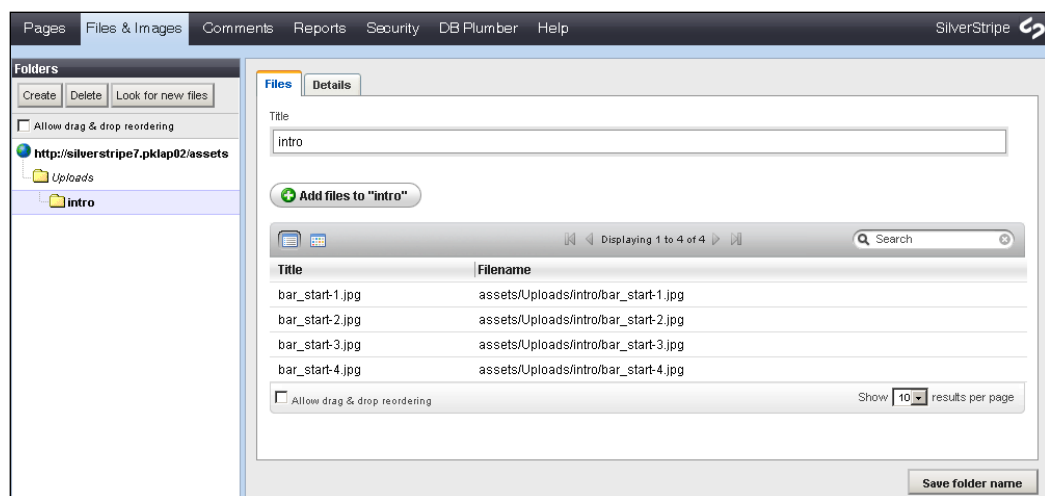 Pages Files & Images Comments Reports Security DB Plumber Help SilverStripe
Folders
Create Delete Look for new files
Allow drag & drop reordering
http://silverstripe7.pklap02/assets
Uploads
intro
Files Details
Title
intro
Add files to "intro"
Displaying 1 to 4 of 4 Search
Title Filename
bar_start-1.jpg assets/Uploads/intro/bar_start-1.jpg
bar_start-2.jpg assets/Uploads/intro/bar_start-2.jpg
bar_start-3.jpg assets/Uploads/intro/bar_start-3.jpg
bar_start-4.jpg assets/Uploads/intro/bar_start-4.jpg
Allow drag & drop reordering Show 10 results per page
Save folder name